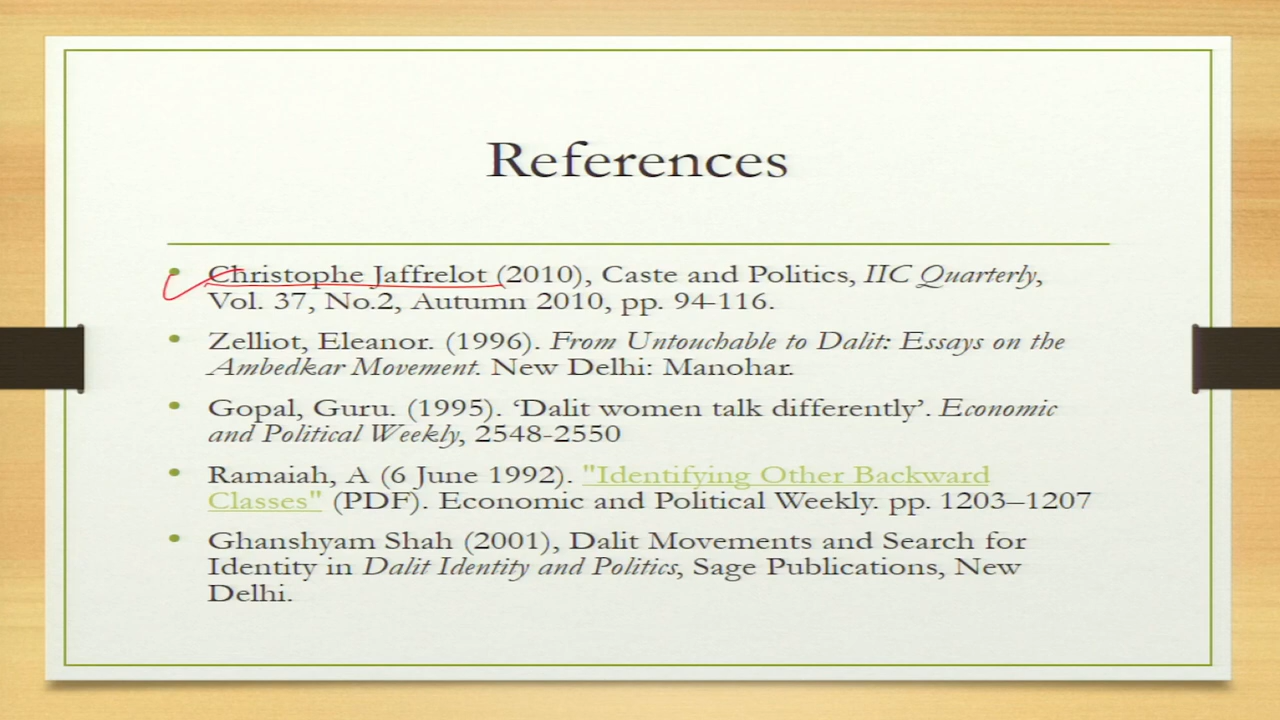 References
• Christophe Jaffrelot (2010), Caste and Politics, IIC Quarterly,
Vol. 37, No.2, Autumn 2010, pp. 94-116.
• Zelliot, Eleanor. (1996). From Untouchable to Dalit: Essays on the
Ambedkar Movement. New Delhi: Manohar.
• Gopal, Guru. (1995). ‘Dalit women talk differently’. Economic
and Political Weekly, 2548-2550
• Ramaiah, A (6 June 1992). "Identifying Other Backward
Classes" (PDF). Economic and Political Weekly. pp. 1203–1207
• Ghanshyam Shah (2001), Dalit Movements and Search for
Identity in Dalit Identity and Politics, Sage Publications, New
Delhi.